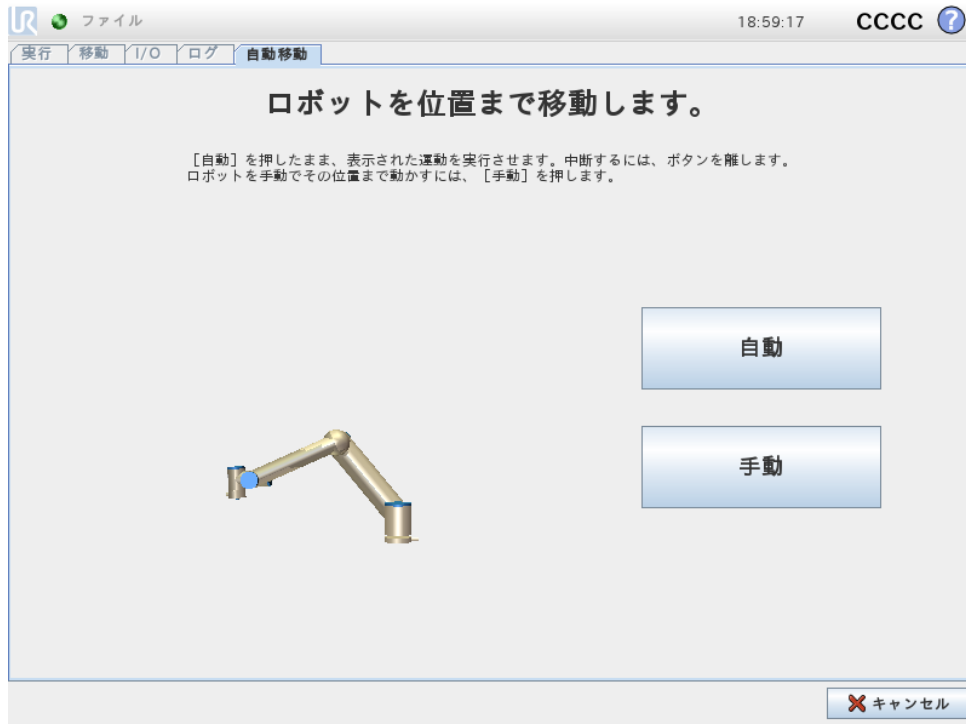 UR ファイル 18:59:17 CCCC ?
実行 移動 I/O ログ 自動移動
ロボットを位置まで移動します。
［自動］を押したまま、表示された運動を実行させます。中断するには、ボタンを離します。
ロボットを手動でその位置まで動かすには、［手動］を押します。
自動
手動
キャンセル